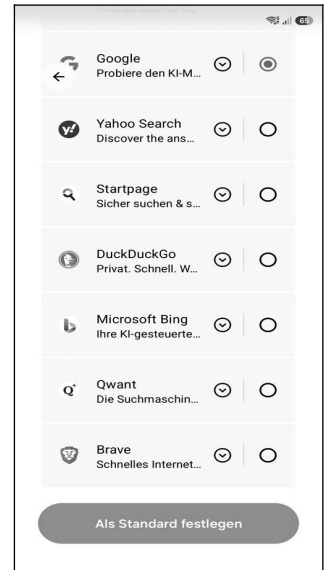 65
Google
Probiere den KI-M...
Yahoo Search
Discover the ans...
Startpage
Sicher suchen & s...
DuckDuckGo
Privat. Schnell. W...
Microsoft Bing
Ihre KI-gesteuerte...
Qwant
Die Suchmaschin...
Brave
Schnelles Internet...
Als Standard festlegen